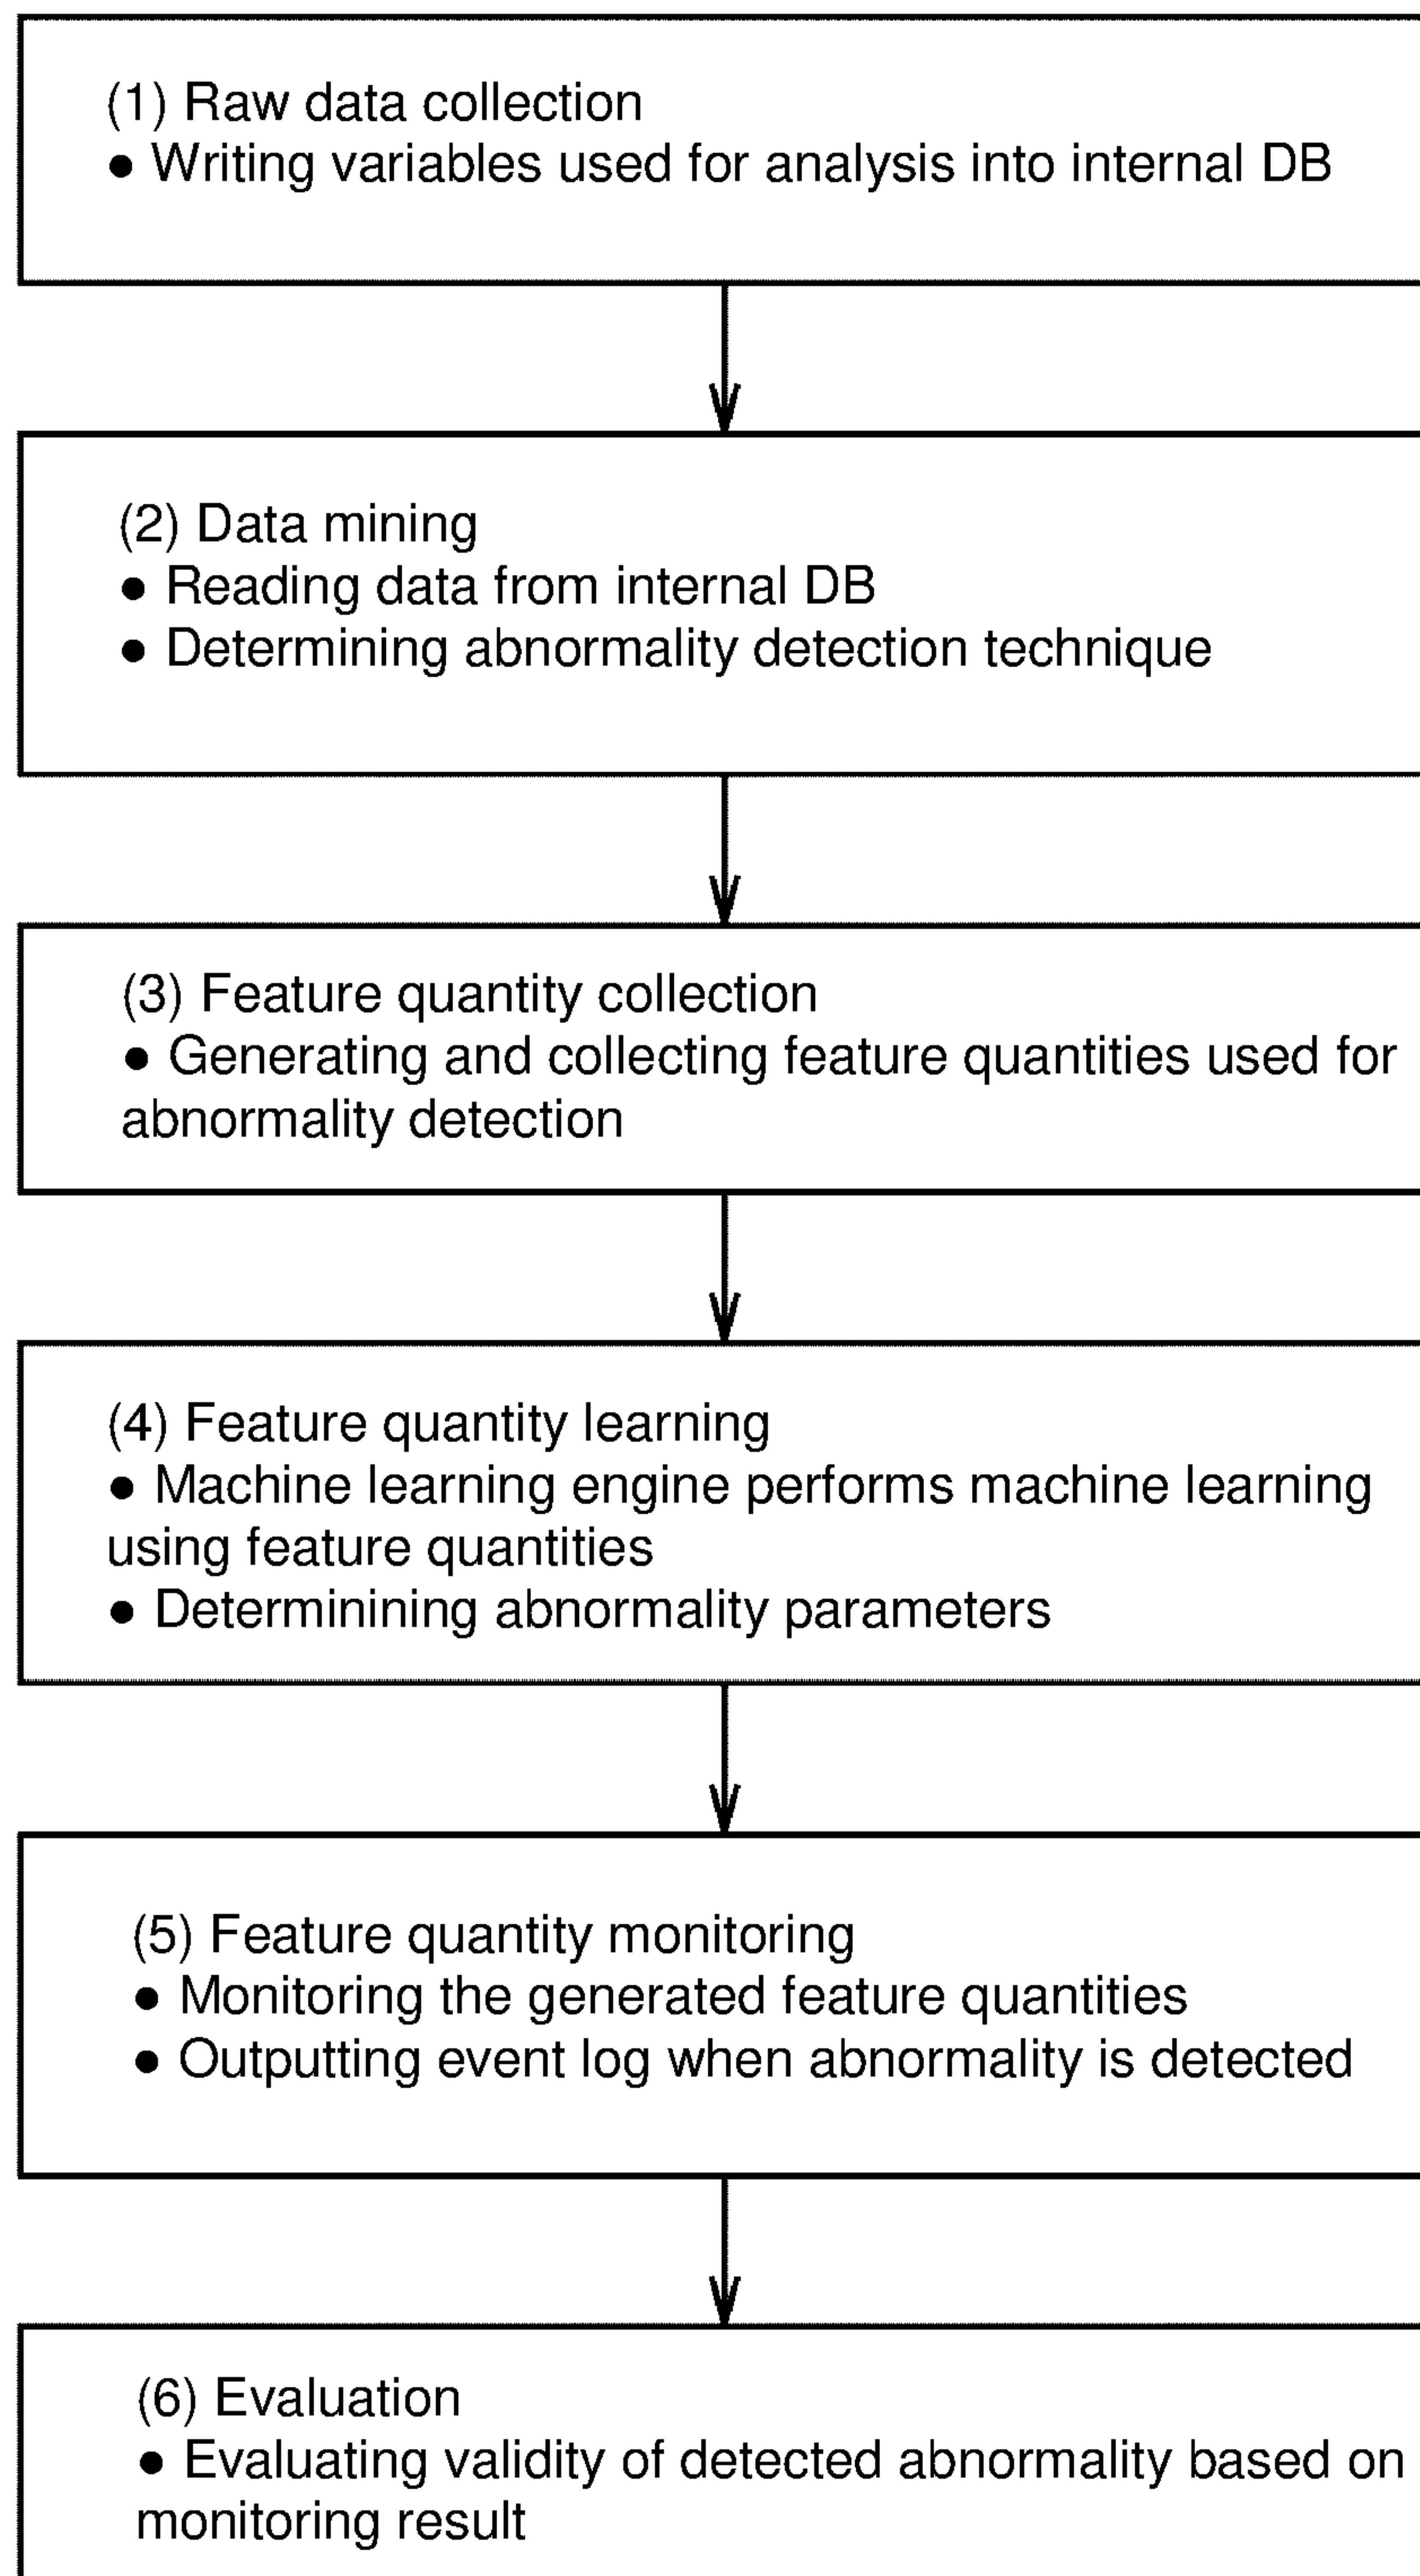 (1) Raw data collection
● Writing variables used for analysis into internal DB
(2) Data mining
● Reading data from internal DB
● Determining abnormality detection technique
(3) Feature quantity collection
● Generating and collecting feature quantities used for
abnormality detection
(4) Feature quantity learning
● Machine learning engine performs machine learning
using feature quantities
● Determinining abnormality parameters
(5) Feature quantity monitoring
● Monitoring the generated feature quantities
● Outputting event log when abnormality is detected
(6) Evaluation
● Evaluating validity of detected abnormality based on
monitoring result